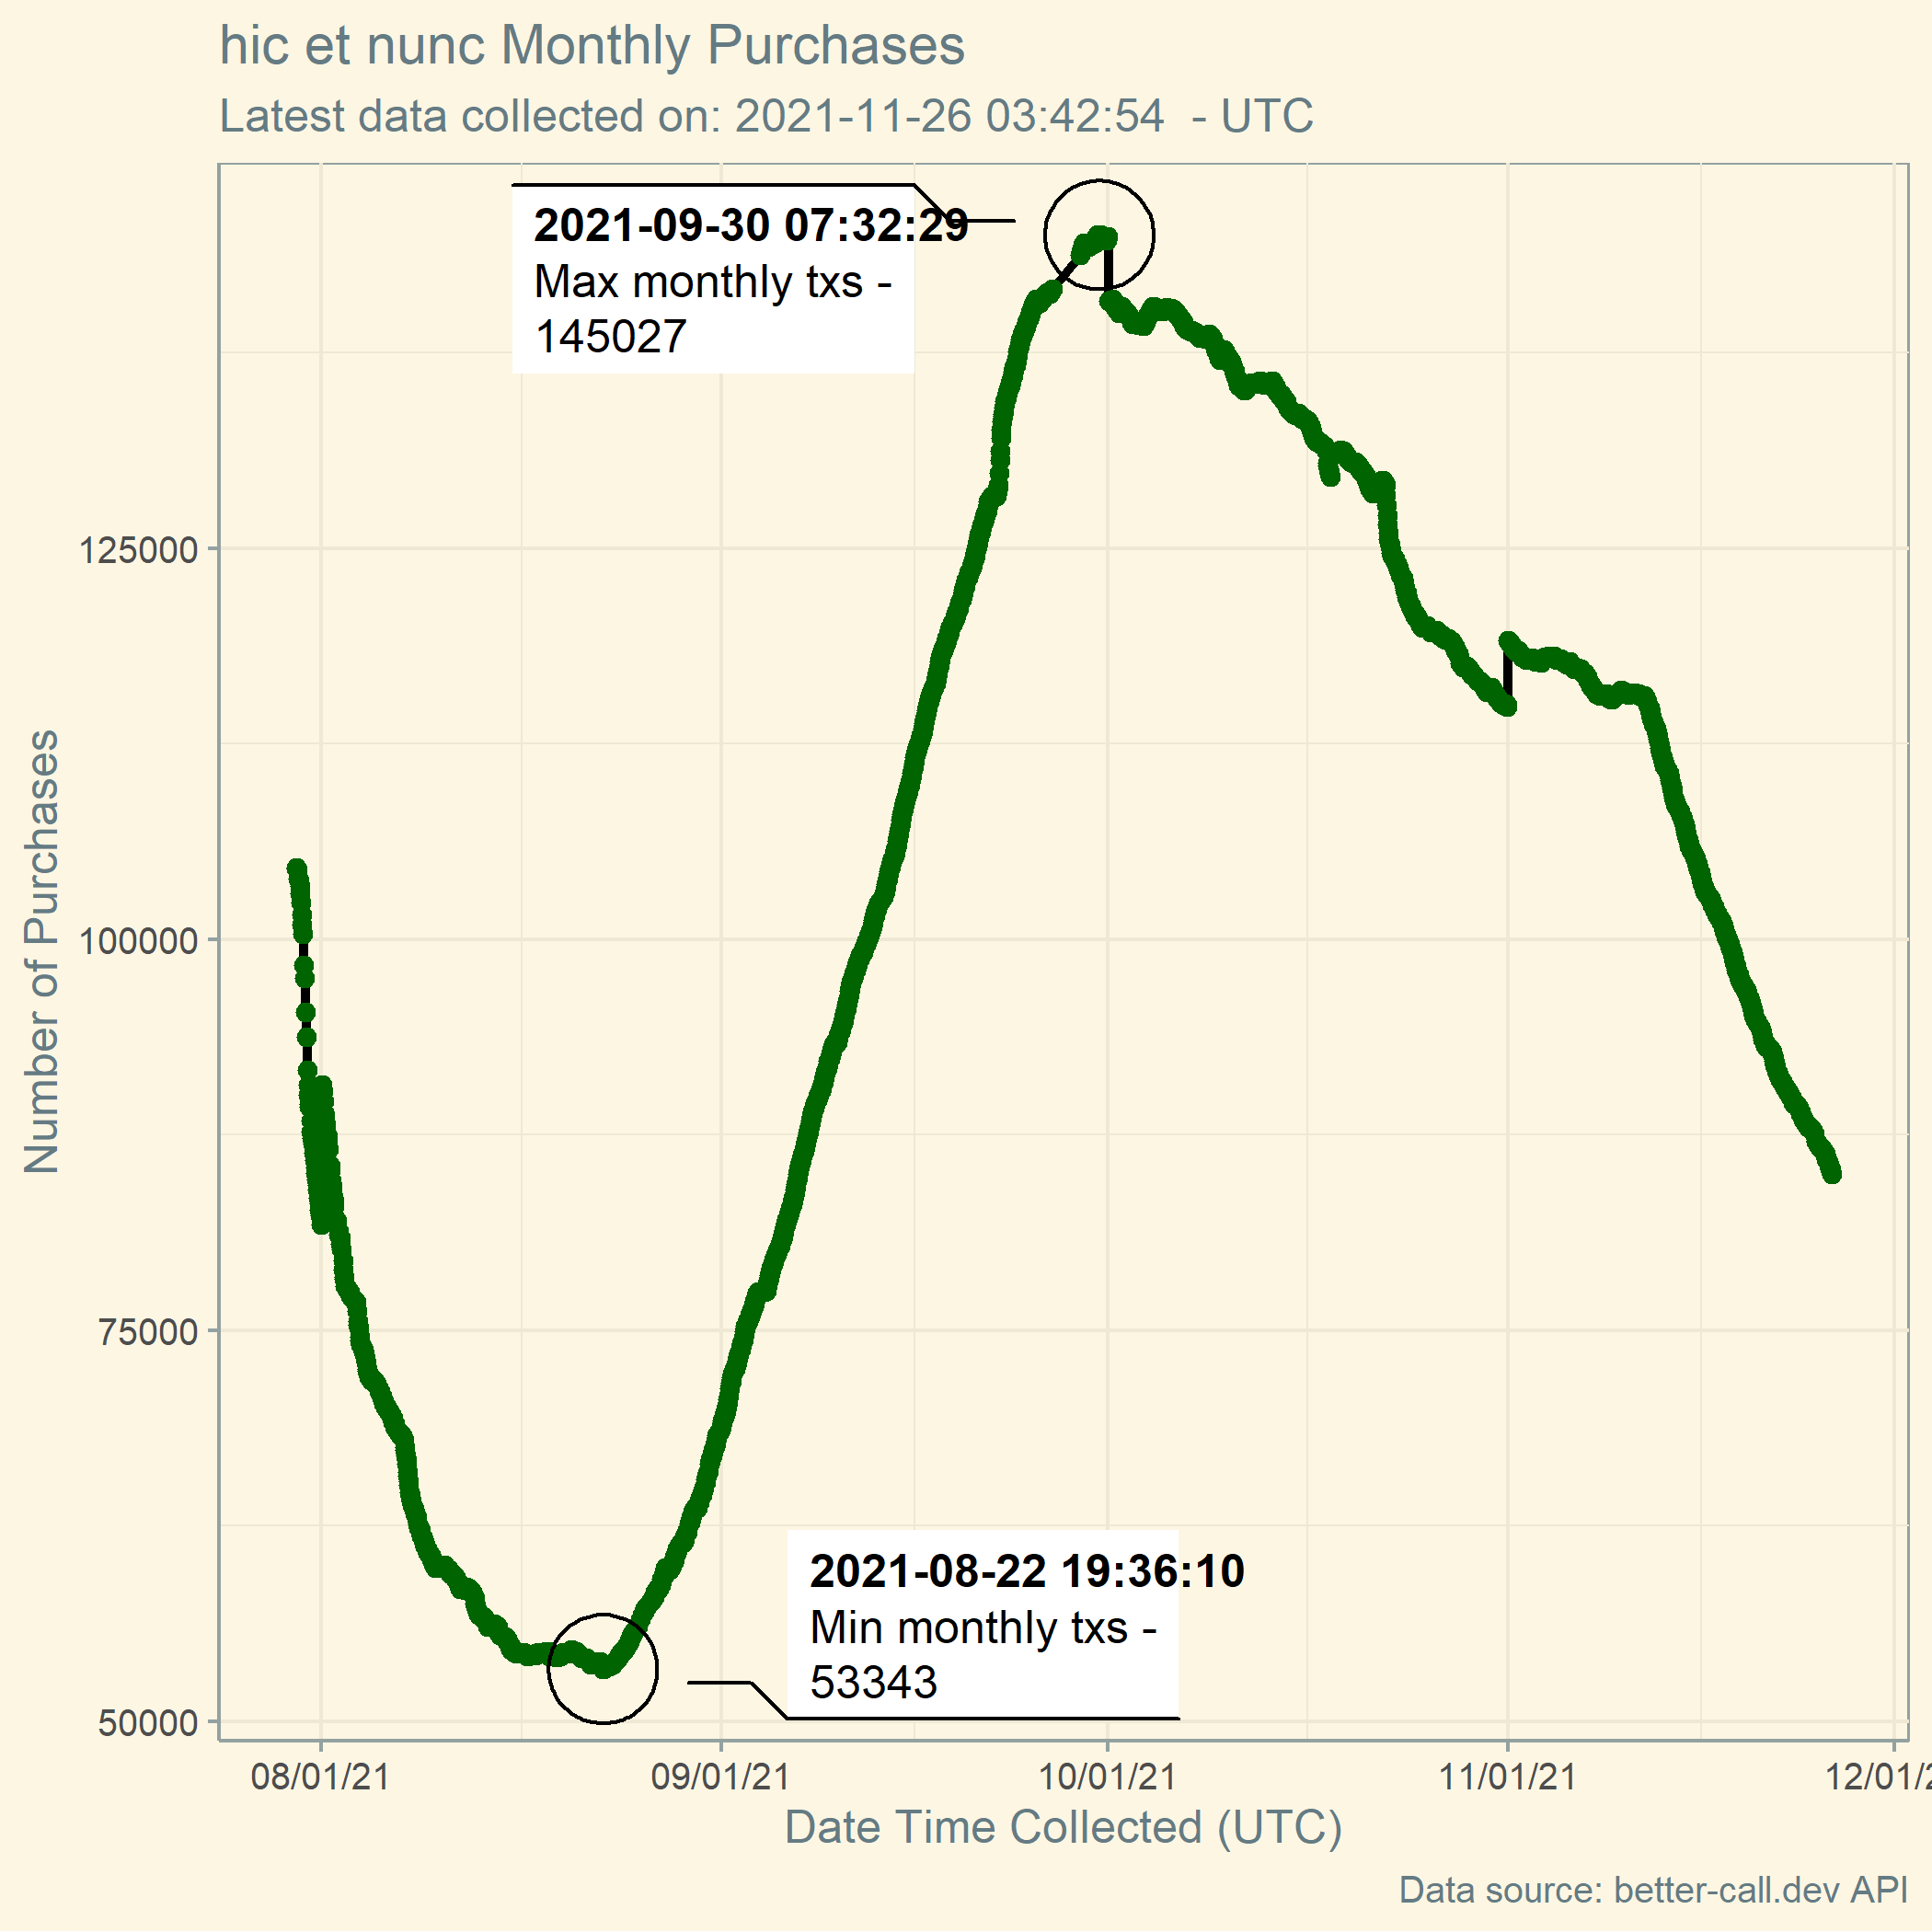 hic et nunc Monthly Purchases
Latest data collected on: 2021-11-26 03:42:54 - UTC
2021-09-30 07:32:29
Max monthly txs -
145027
Number of Purchases
125000
100000
75000
50000
2021-08-22 19:36:10
Min monthly txs -
53343
08/01/21
09/01/21
10/01/21
11/01/21
12/01/2
Date Time Collected (UTC)
Data source: better-call.dev API